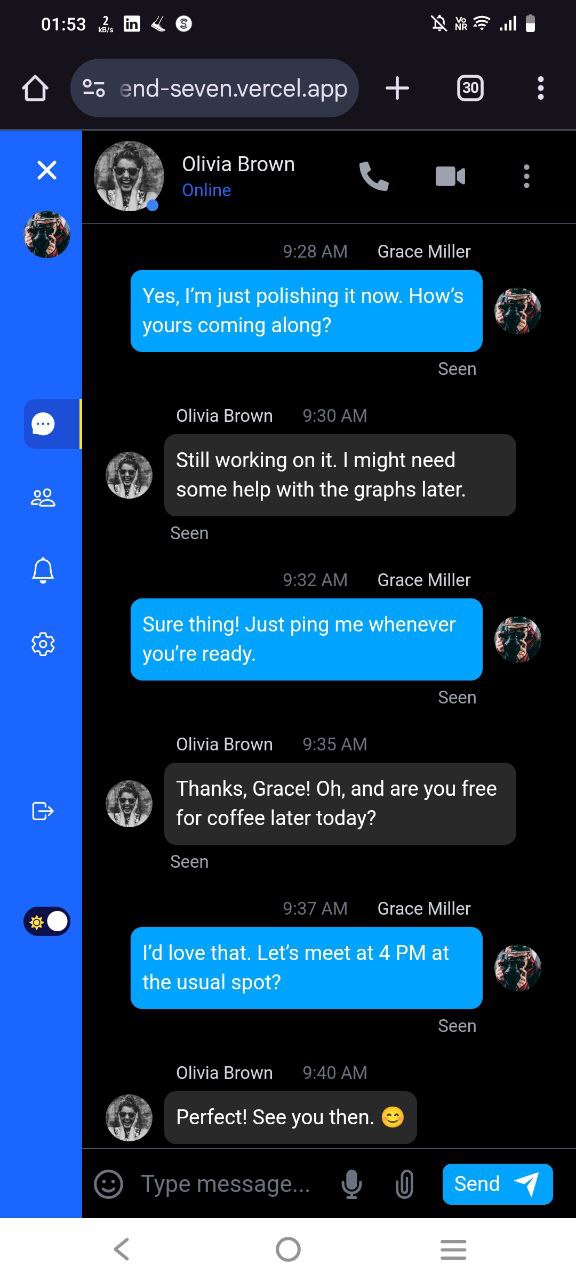 01:53 2 kB/s in Vo NR
end-seven.vercel.app 30
Olivia Brown
Online
9:28 AM Grace Miller
Yes, I’m just polishing it now. How’s
yours coming along?
Seen
Olivia Brown 9:30 AM
Still working on it. I might need
some help with the graphs later.
Seen
9:32 AM Grace Miller
Sure thing! Just ping me whenever
you’re ready.
Seen
Olivia Brown 9:35 AM
Thanks, Grace! Oh, and are you free
for coffee later today?
Seen
9:37 AM Grace Miller
I’d love that. Let’s meet at 4 PM at
the usual spot?
Seen
Olivia Brown 9:40 AM
Perfect! See you then. 😊
Type message... Send